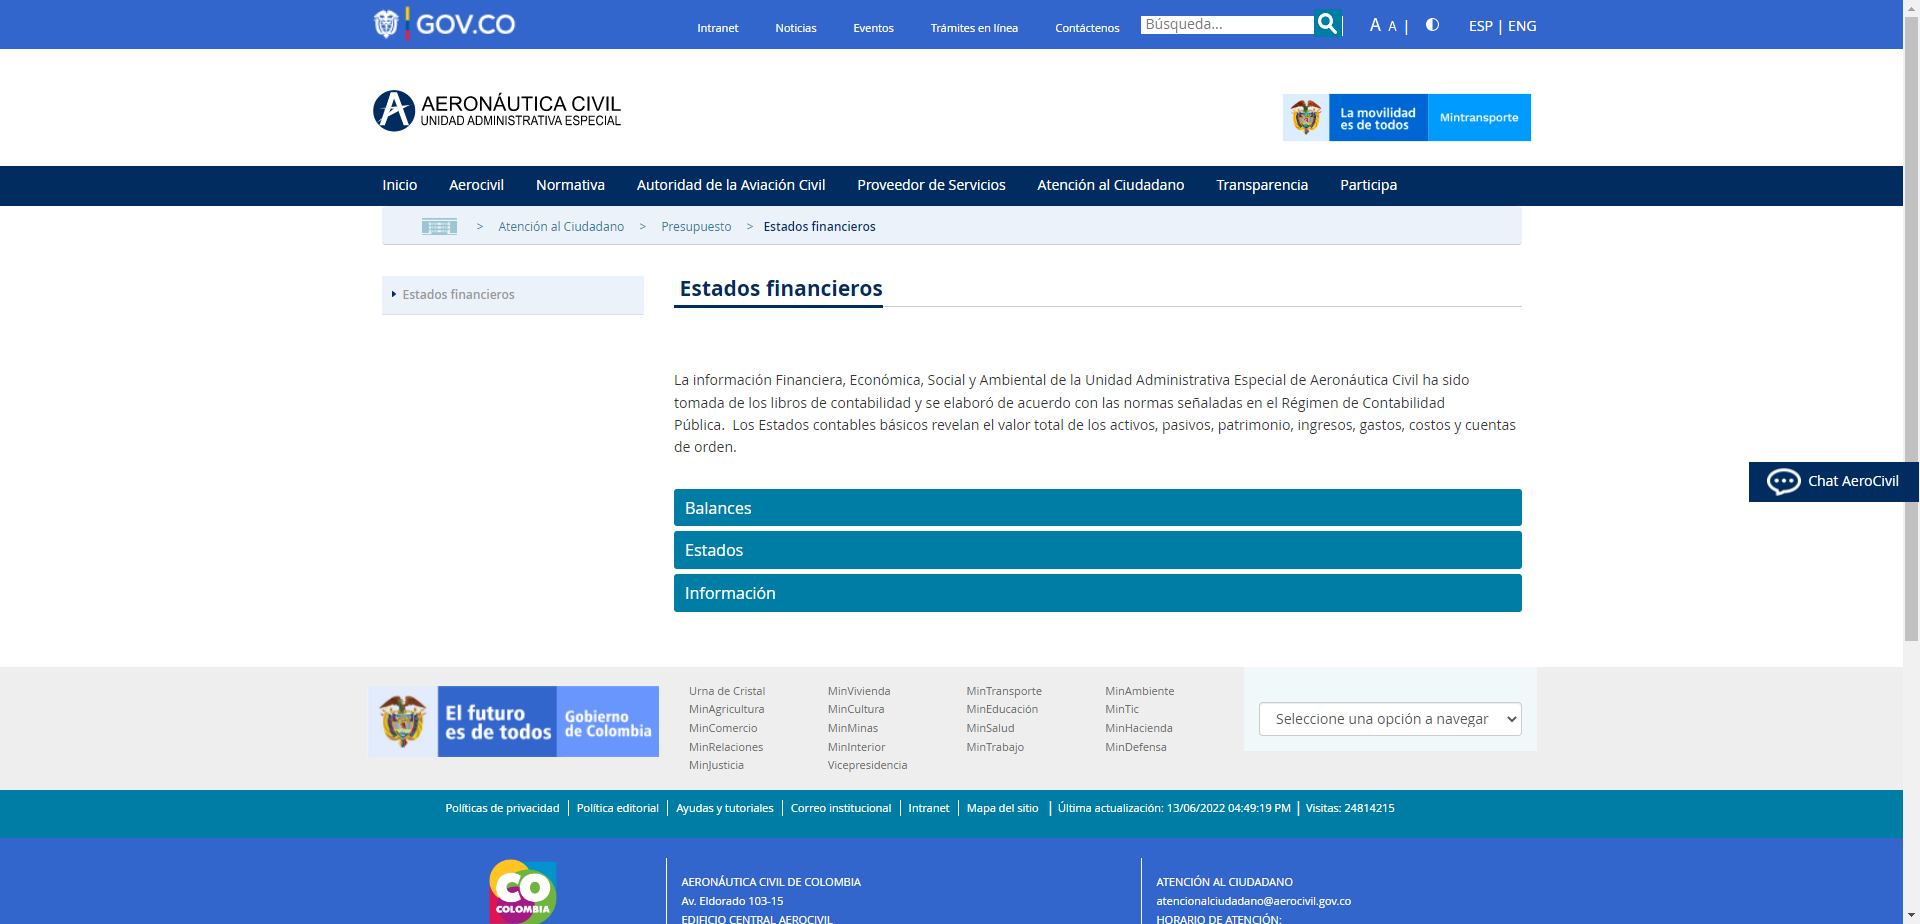 GOV.CO
Intranet
Noticias
Eventos
Trámites en línea
Contáctenos
Búsqueda...
A A |
ESP | ENG
AERONÁUTICA CIVIL
UNIDAD ADMINISTRATIVA ESPECIAL
La movilidad
es de todos
Mintransporte
Inicio
Aerocivil
Normativa
Autoridad de la Aviación Civil
Proveedor de Servicios
Atención al Ciudadano
Transparencia
Participa
> Atención al Ciudadano > Presupuesto > Estados financieros
Estados financieros
Estados financieros
La información Financiera, Económica, Social y Ambiental de la Unidad Administrativa Especial de Aeronáutica Civil ha sido
tomada de los libros de contabilidad y se elaboró de acuerdo con las normas señaladas en el Régimen de Contabilidad
Pública.  Los Estados contables básicos revelan el valor total de los activos, pasivos, patrimonio, ingresos, gastos, costos y cuentas
de orden.
Chat AeroCivil
Balances
Estados
Información
El futuro
es de todos
Gobierno
de Colombia
Urna de Cristal
MinAgricultura
MinComercio
MinRelaciones
MinJusticia
MinVivienda
MinCultura
MinMinas
MinInterior
Vicepresidencia
MinTransporte
MinEducación
MinSalud
MinTrabajo
MinAmbiente
MinTic
MinHacienda
MinDefensa
Seleccione una opción a navegar
Políticas de privacidad | Política editorial | Ayudas y tutoriales | Correo institucional | Intranet | Mapa del sitio | Última actualización: 13/06/2022 04:49:19 PM | Visitas: 24814215
CO
COLOMBIA
AERONÁUTICA CIVIL DE COLOMBIA
Av. Eldorado 103-15
EDIFICIO CENTRAL AEROCIVIL
ATENCIÓN AL CIUDADANO
atencionalciudadano@aerocivil.gov.co
HORARIO DE ATENCIÓN: